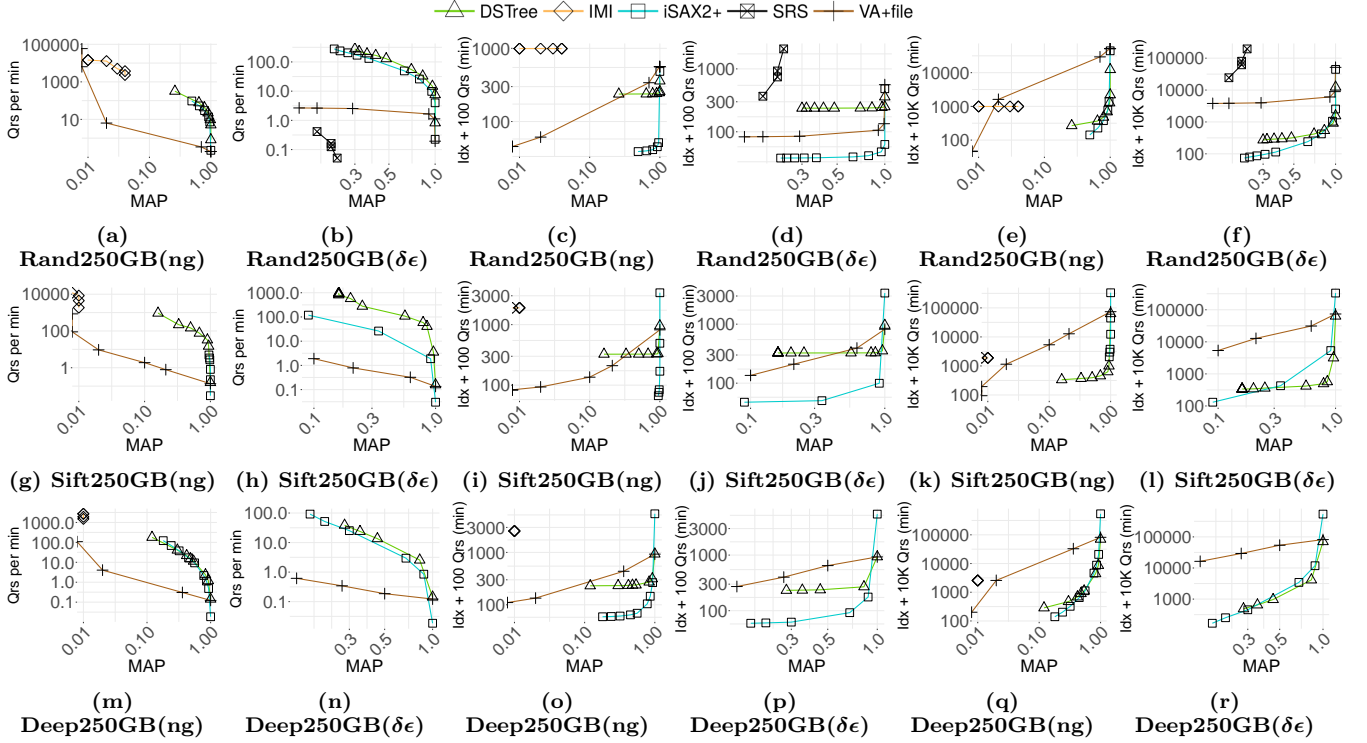 DSTree IMI iSAX2+ SRS VA+file
Qrs per min
100000
1000
10
0.01
0.10
1.00
MAP
(a)
Rand250GB(ng)
Qrs per min
100.0
10.0
1.0
0.1
0.3
0.5
1.0
MAP
(b)
Rand250GB(δϵ)
Idx + 100 Qrs (min)
1000
300
100
0.01
0.10
1.00
MAP
(c)
Rand250GB(ng)
Idx + 100 Qrs (min)
1000
300
100
0.3
0.5
1.0
MAP
(d)
Rand250GB(δϵ)
Idx + 10K Qrs (min)
10000
1000
100
0.01
0.10
1.00
MAP
(e)
Rand250GB(ng)
Idx + 10K Qrs (min)
100000
10000
1000
100
0.3
0.5
1.0
MAP
(f)
Rand250GB(δϵ)
Qrs per min
10000
100
1
0.01
0.10
1.00
MAP
(g) Sift250GB(ng)
Qrs per min
1000.0
100.0
10.0
1.0
0.1
0.1
0.3
1.0
MAP
(h) Sift250GB(δϵ)
Idx + 100 Qrs (min)
3000
1000
300
100
0.01
0.10
1.00
MAP
(i) Sift250GB(ng)
Idx + 100 Qrs (min)
3000
1000
300
100
0.1
0.3
1.0
MAP
(j) Sift250GB(δϵ)
Idx + 10K Qrs (min)
100000
10000
1000
100
0.01
0.10
1.00
MAP
(k) Sift250GB(ng)
Idx + 10K Qrs (min)
100000
10000
1000
100
0.1
0.3
1.0
MAP
(l) Sift250GB(δϵ)
Qrs per min
1000.0
100.0
10.0
1.0
0.1
0.01
0.10
1.00
MAP
(m)
Deep250GB(ng)
Qrs per min
100.0
10.0
1.0
0.1
0.3
0.5
1.0
MAP
(n)
Deep250GB(δϵ)
Idx + 100 Qrs (min)
3000
1000
300
100
0.01
0.10
1.00
MAP
(o)
Deep250GB(ng)
Idx + 100 Qrs (min)
3000
1000
300
100
0.3
0.5
1.0
MAP
(p)
Deep250GB(δϵ)
Idx + 10K Qrs (min)
100000
10000
1000
100
0.01
0.10
1.00
MAP
(q)
Deep250GB(ng)
Idx + 10K Qrs (min)
100000
10000
1000
0.3
0.5
1.0
MAP
(r)
Deep250GB(δϵ)